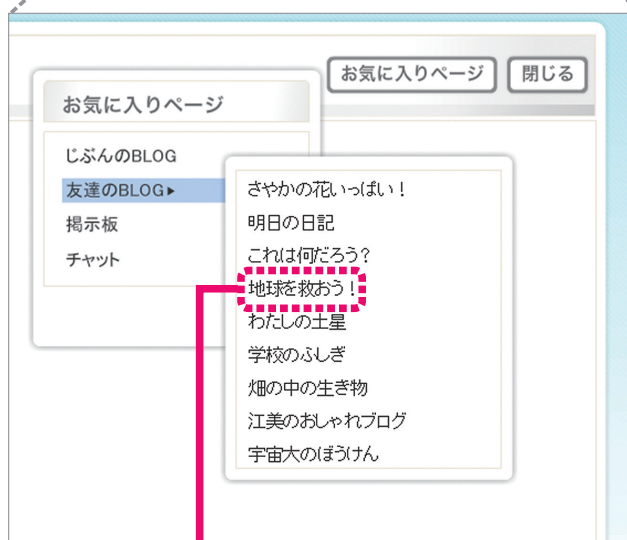 お気に入りページ
閉じる
お気に入りページ
じぶんのBLOG
友達のBLOG▶
掲示板
チャット
さやかの花いっぱい！
明日の日記
これは何だろう？
地球を救おう！
わたしの土星
学校のふしぎ
畑の中の生き物
江美のおしゃれブログ
宇宙大のぼうけん